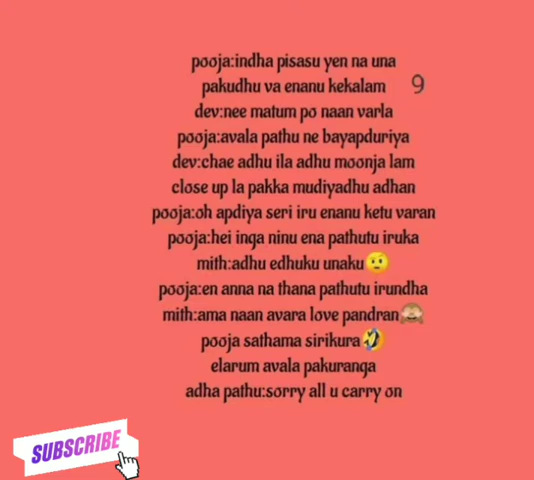 pooja:indha pisasu yen na una
pakudhu va enanu kekalam
9
dev:nee matum po naan varla
pooja:avala pathu ne bayapduriya
dev:chae adhu ila adhu moonja lam
close up la pakka mudiyadhu adhan
pooja:oh apdiya seri iru enanu ketu varan
pooja:hei inga ninu ena pathutu iruka
mith:adhu edhuku unaku🤨
pooja:en anna na thana pathutu irundha
mith:ama naan avara love pandran🙈
pooja sathama sirikura🤣
elarum avala pakuranga
adha pathu:sorry all u carry on
SUBSCRIBE